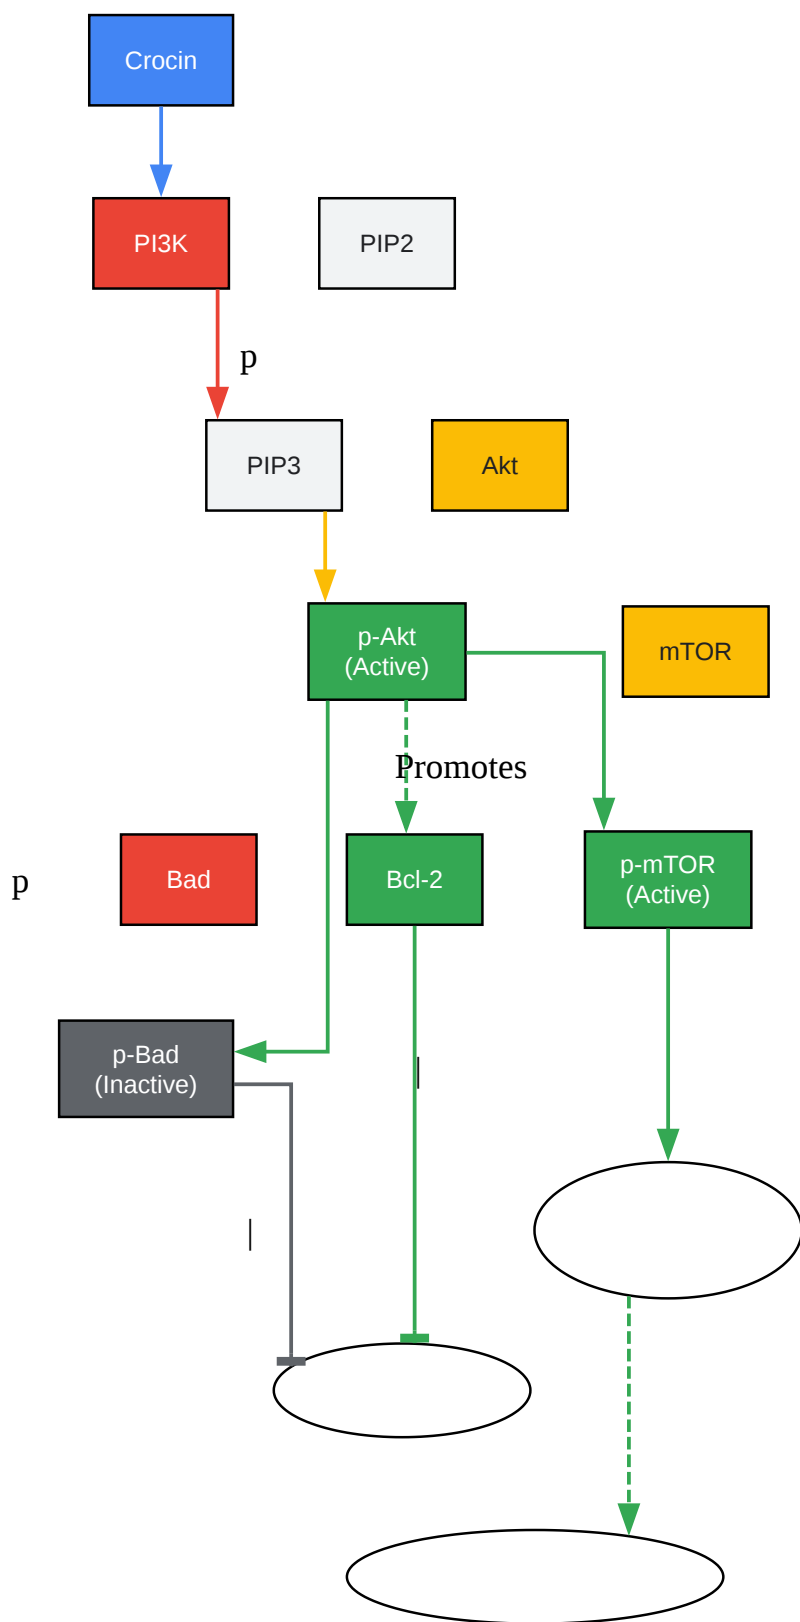 Crocin
PI3K
PIP2
p
PIP3
Akt
p-Akt
(Active)
mTOR
Promotes
p
Bad
Bcl-2
p-mTOR
(Active)
p-Bad
(Inactive)
|
|